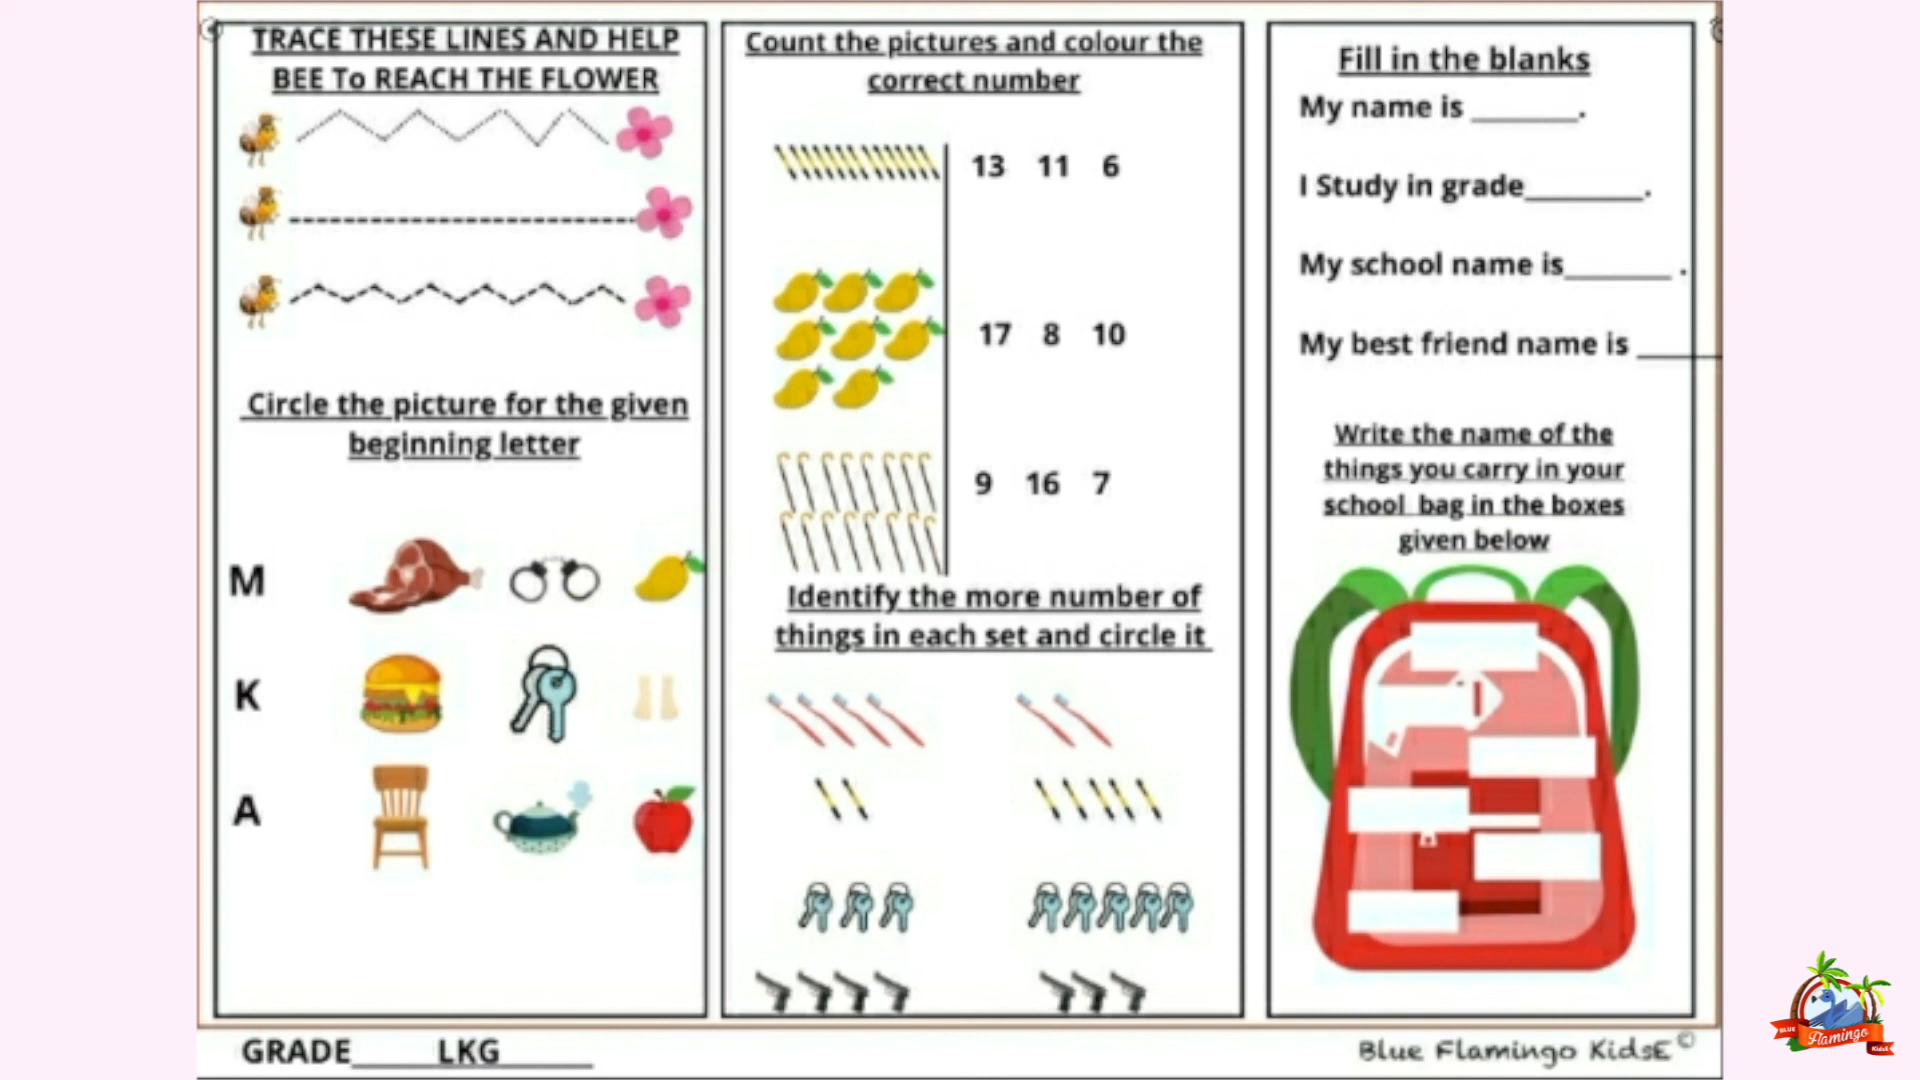 TRACE THESE LINES AND HELP
BEE To REACH THE FLOWER
Circle the picture for the given
beginning letter
M
K
A
Count the pictures and colour the
correct number
13 11 6
17 8 10
9 16 7
Identify the more number of
things in each set and circle it
Fill in the blanks
My name is _______.
I Study in grade________.
My school name is_______ .
My best friend name is ______
Write the name of the
things you carry in your
school bag in the boxes
given below
GRADE_____LKG______
Blue Flamingo KidsE©
BLUE
Flamingo
KidsE